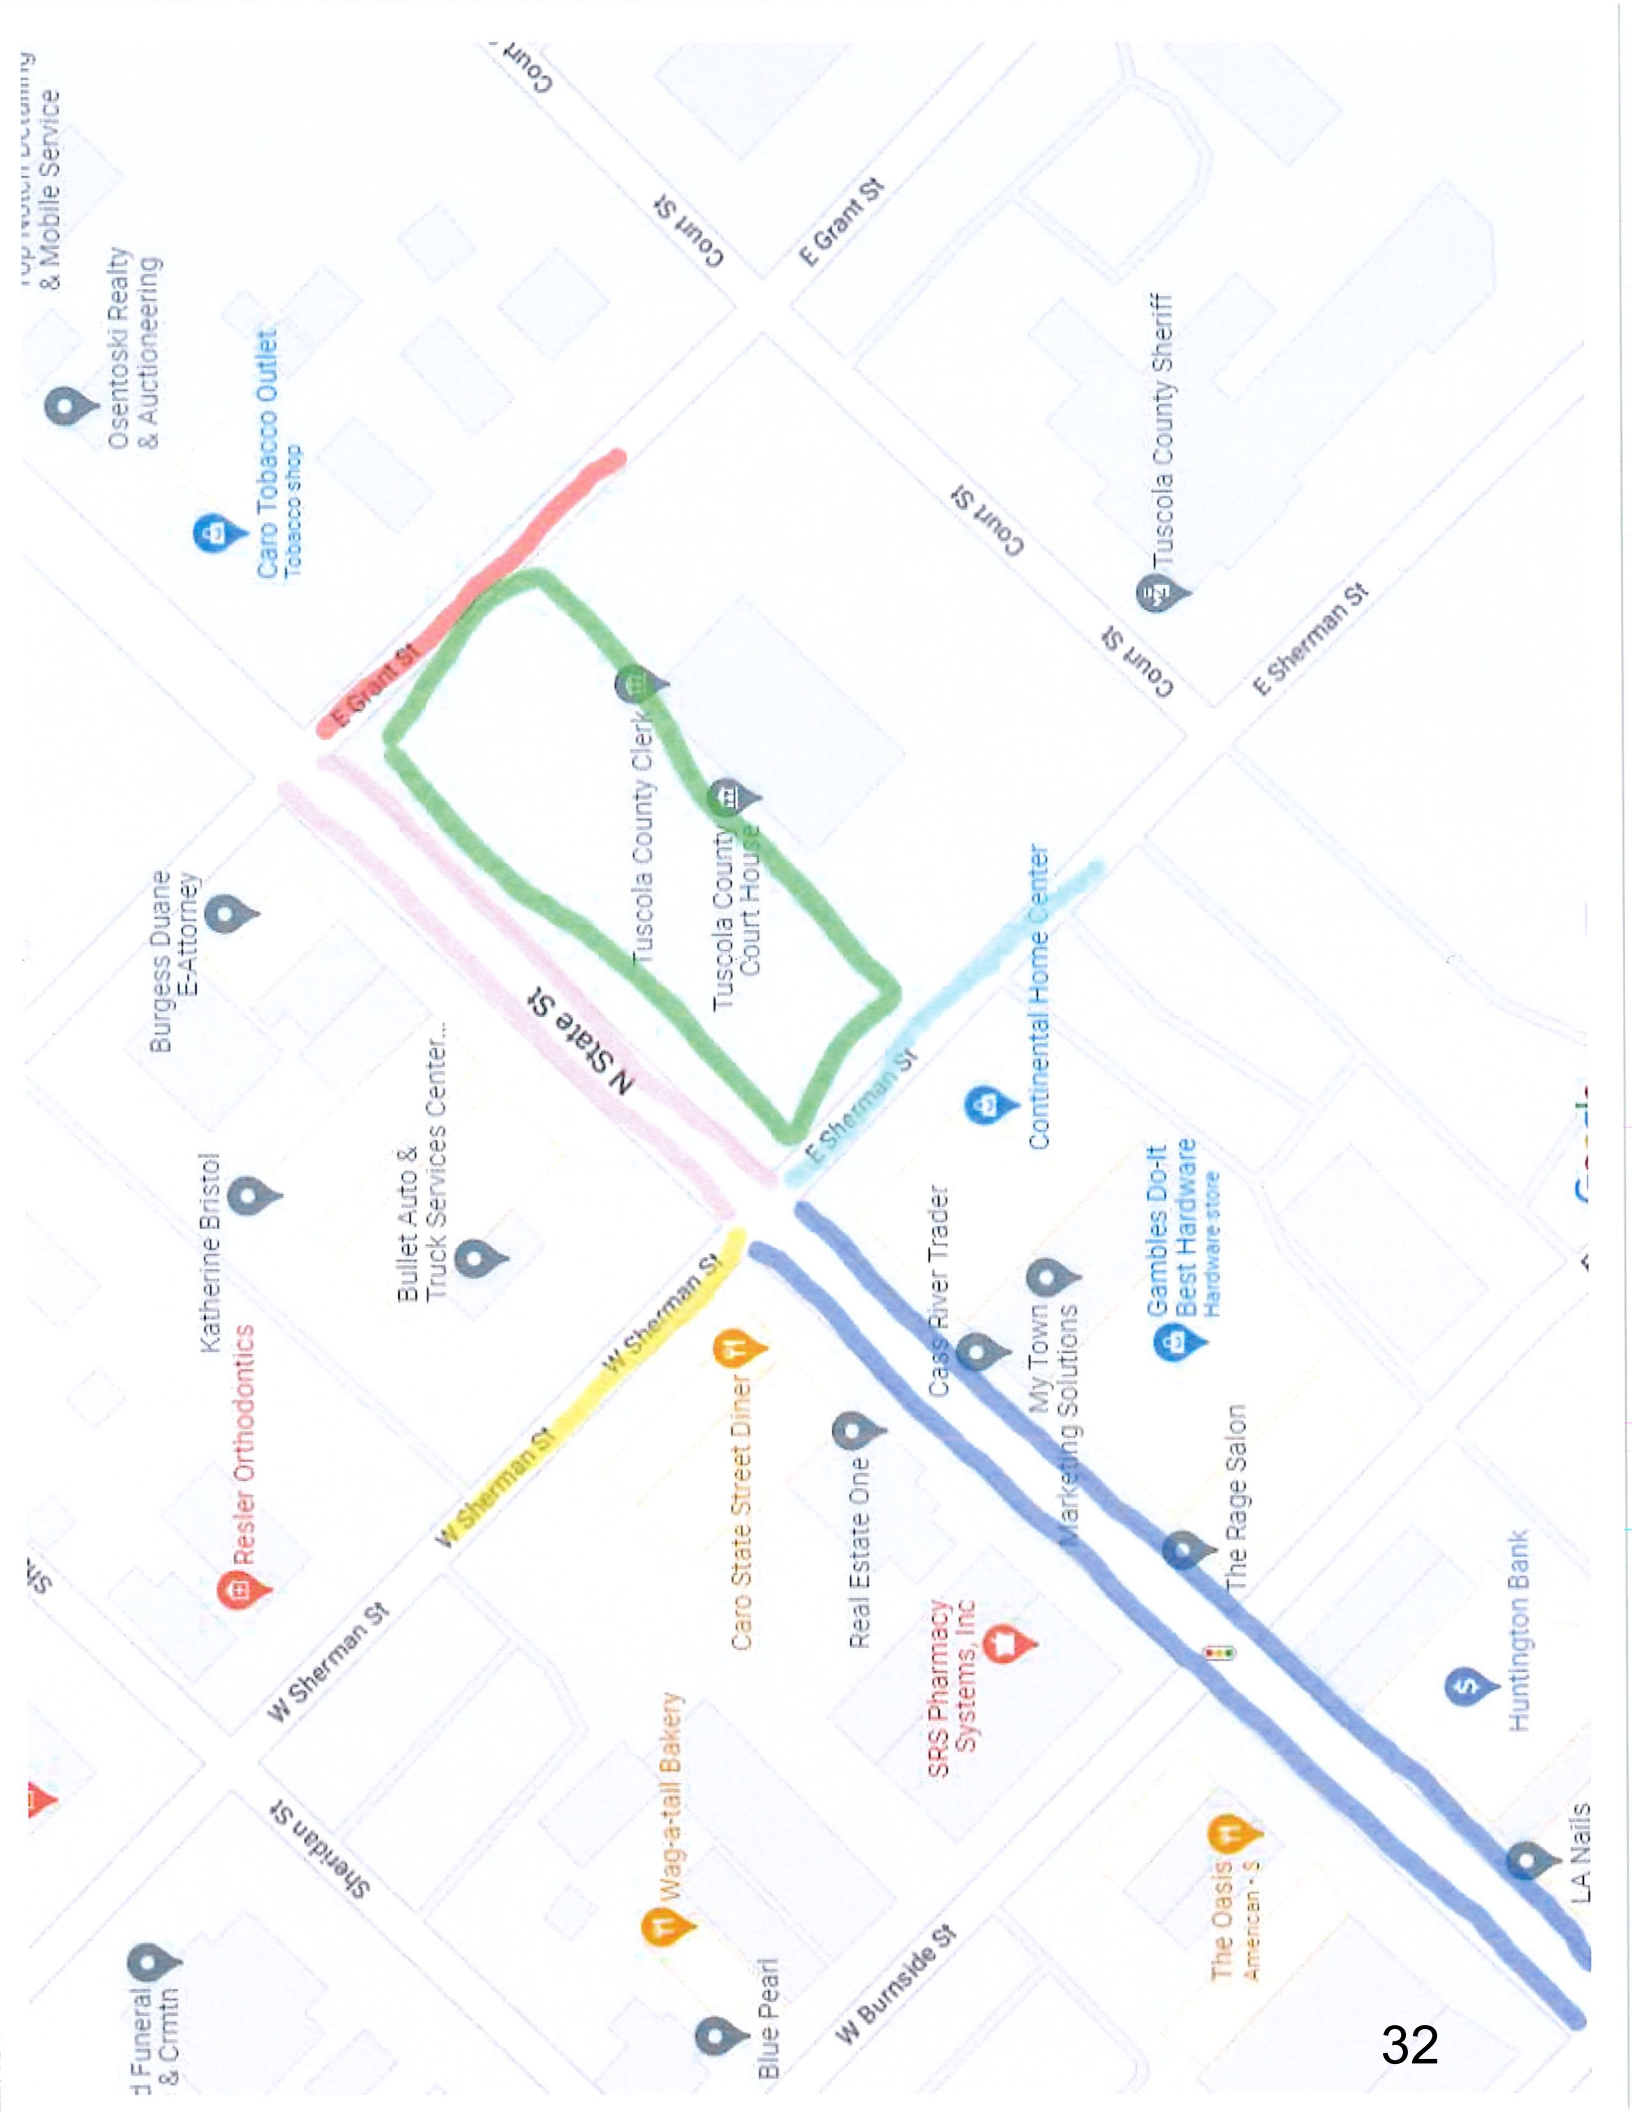 & Mobile Service
Osentoski Realty
& Auctioneering
Caro Tobacco Outlet
Tobacco shop
Court
Court St
E Grant St
E Grant St
Burgess Duane
E-Attorney
Tuscola County Clerk
Tuscola County
Court House
N State St
Court St
Court St
Tuscola County Sheriff
E Sherman St
E Sherman St
Continental Home Center
Katherine Bristol
Bullet Auto &
Truck Services Center...
Resler Orthodontics
W Sherman St
W Sherman St
W Sherman St
Caro State Street Diner
Cass River Trader
Real Estate One
My Town
Marketing Solutions
Gambles Do-It
Best Hardware
Hardware store
The Rage Salon
SRS Pharmacy
Systems, Inc
Huntington Bank
Sheridan St
Wag-a-tail Bakery
d Funeral
& Crmtn
Blue Pearl
W Burnside St
The Oasis
American • $
LA Nails
32